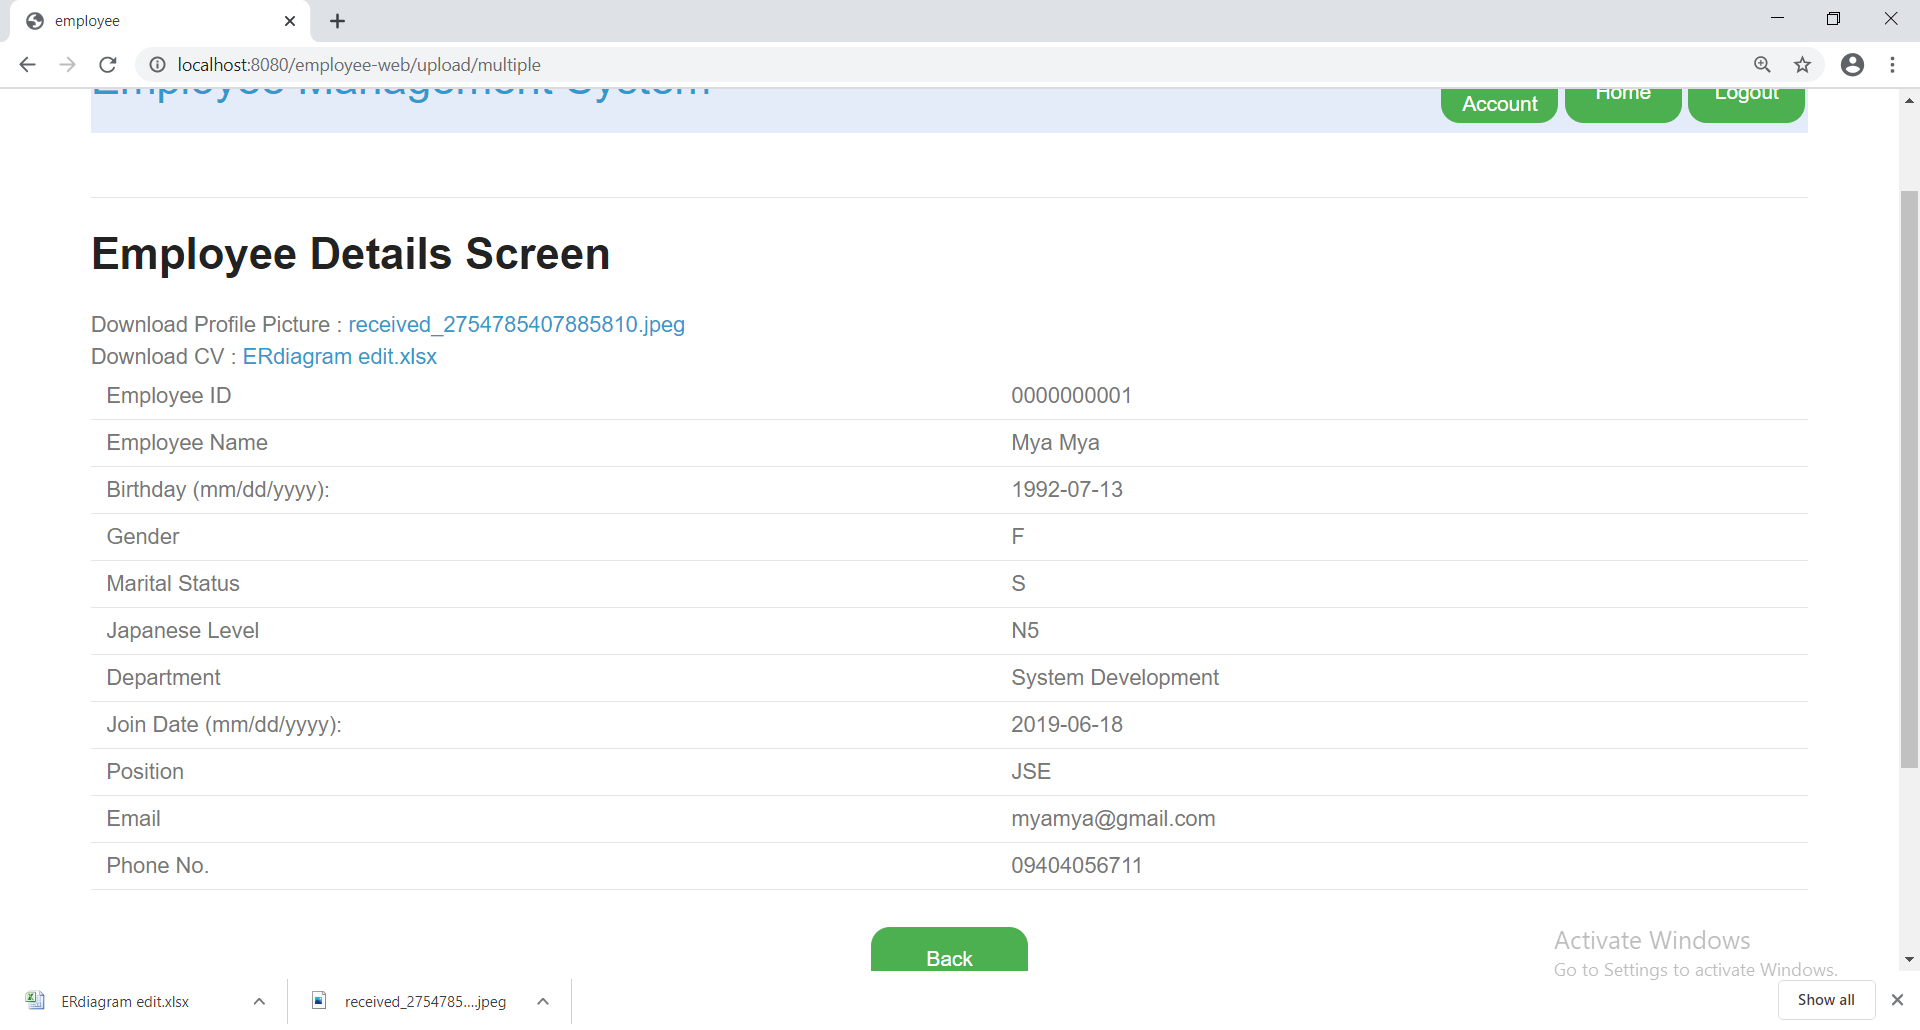 employee
localhost:8080/employee-web/upload/multiple
Employee Management System
Account
Home
Logout
Employee Details Screen
Download Profile Picture : received_2754785407885810.jpeg
Download CV : ERdiagram edit.xlsx
Employee ID 0000000001
Employee Name Mya Mya
Birthday (mm/dd/yyyy): 1992-07-13
Gender F
Marital Status S
Japanese Level N5
Department System Development
Join Date (mm/dd/yyyy): 2019-06-18
Position JSE
Email myamya@gmail.com
Phone No. 09404056711
Back
Activate Windows
Go to Settings to activate Windows.
ERdiagram edit.xlsx
received_2754785....jpeg
Show all